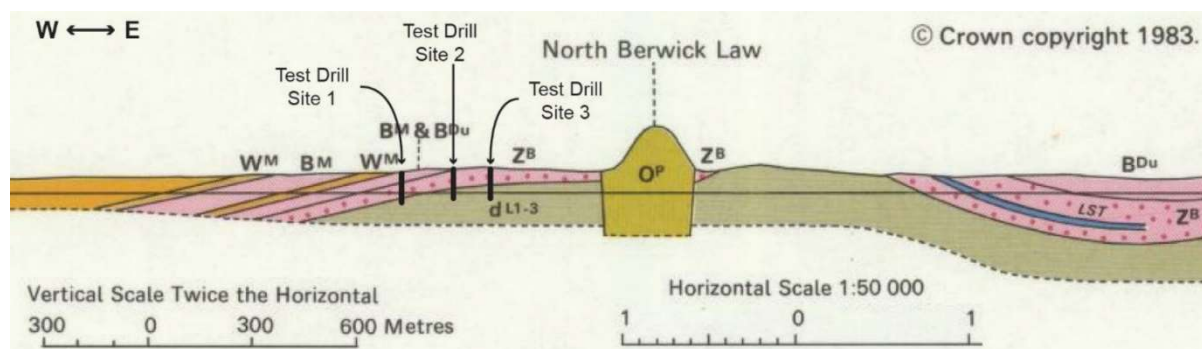 W ⟷ E
Test Drill
Site 1
Test Drill
Site 2
Test Drill
Site 3
North Berwick Law
© Crown copyright 1983.
WM BM WM BM & BDu ZB OP ZB BDu
d L1-3
LST
ZB
Vertical Scale Twice the Horizontal
300 0 300 600 Metres
Horizontal Scale 1:50 000
1 0 1